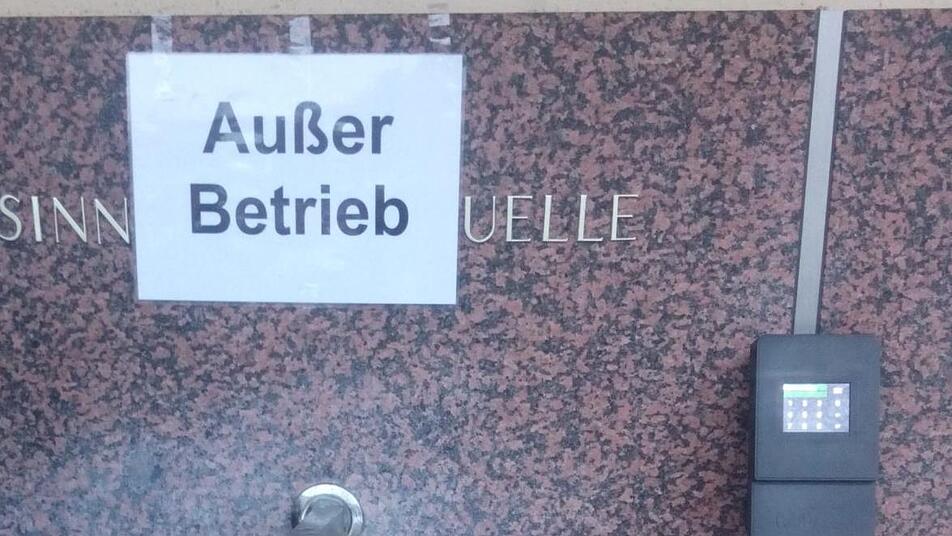 Außer
Betrieb
SINN UELLE